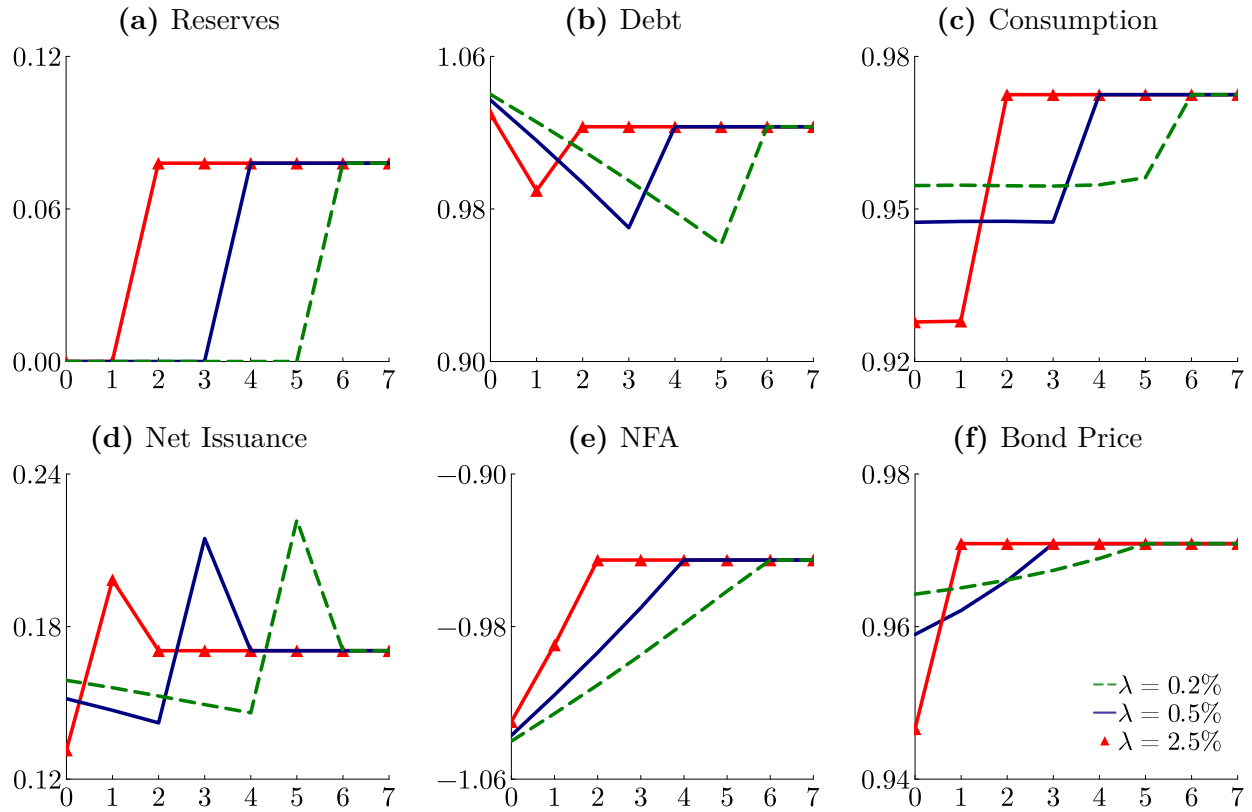 (a) Reserves
0.12
0.06
0.00
0 1 2 3 4 5 6 7
(b) Debt
1.06
0.98
0.90
0 1 2 3 4 5 6 7
(c) Consumption
0.98
0.95
0.92
0 1 2 3 4 5 6 7
(d) Net Issuance
0.24
0.18
0.12
0 1 2 3 4 5 6 7
(e) NFA
−0.90
−0.98
−1.06
0 1 2 3 4 5 6 7
(f) Bond Price
0.98
0.96
0.94
0 1 2 3 4 5 6 7
λ = 0.2%
λ = 0.5%
λ = 2.5%